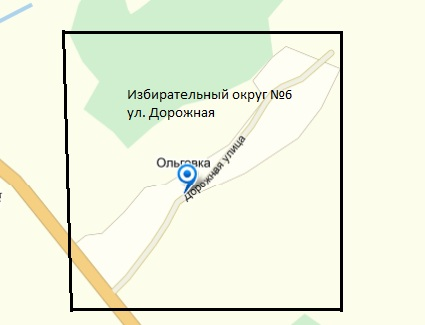 Избирательный округ №6
ул. Дорожная
Ольговка
Дорожная улица